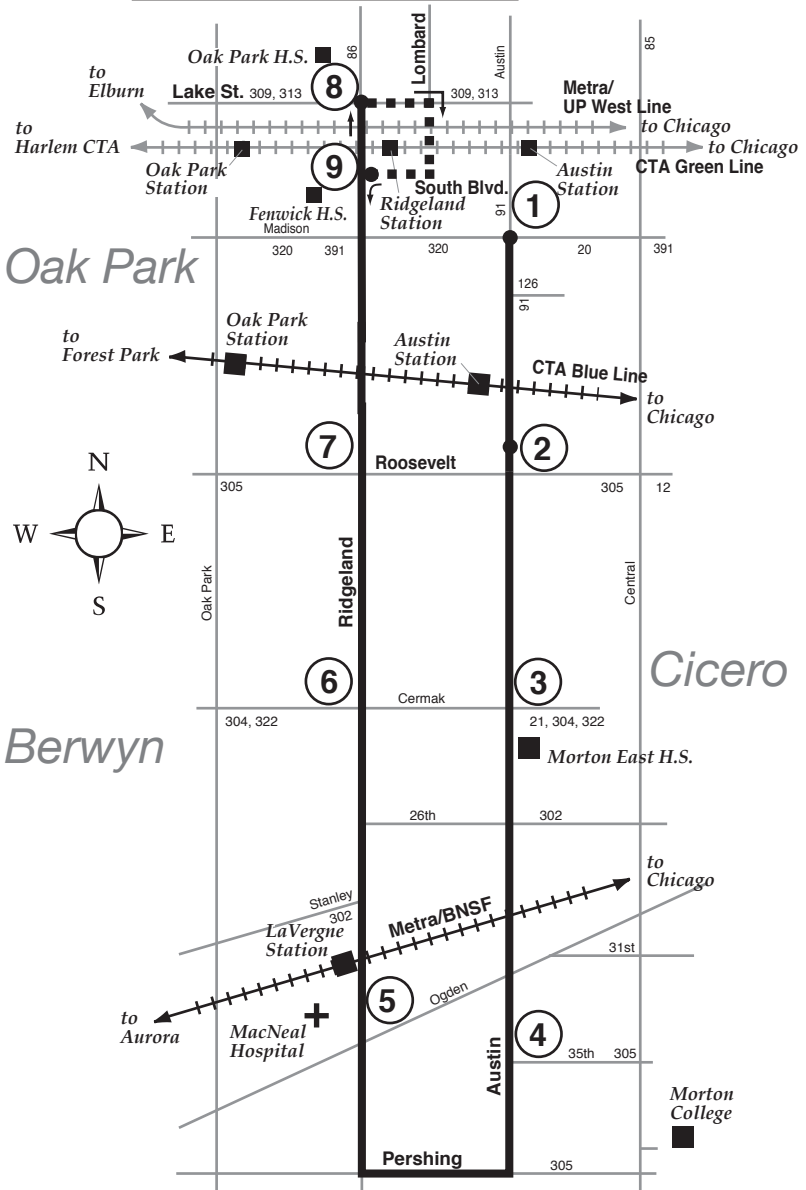 Oak Park H.S.
86
Lombard
Austin
85
to
Elburn
Lake St. 309, 313
8
309, 313
Metra/
UP West Line
to Chicago
to
Harlem CTA
to Chicago
CTA Green Line
Oak Park
Station
9
Austin
Station
South Blvd.
Ridgeland
Station
Fenwick H.S.
91
1
Madison
320
391
320
20
391
Oak Park
126
91
Oak Park
Station
Austin
Station
to
Forest Park
CTA Blue Line
to
Chicago
7
Roosevelt
2
305
305
12
N
W
E
S
Oak Park
Ridgeland
Central
6
3
Cicero
Cermak
304, 322
21, 304, 322
Berwyn
Morton East H.S.
26th
302
to
Chicago
Stanley
302
Metra/BNSF
LaVergne
Station
31st
5
Ogden
to
Aurora
MacNeal
Hospital
4
Austin
35th
305
Morton
College
Pershing
305